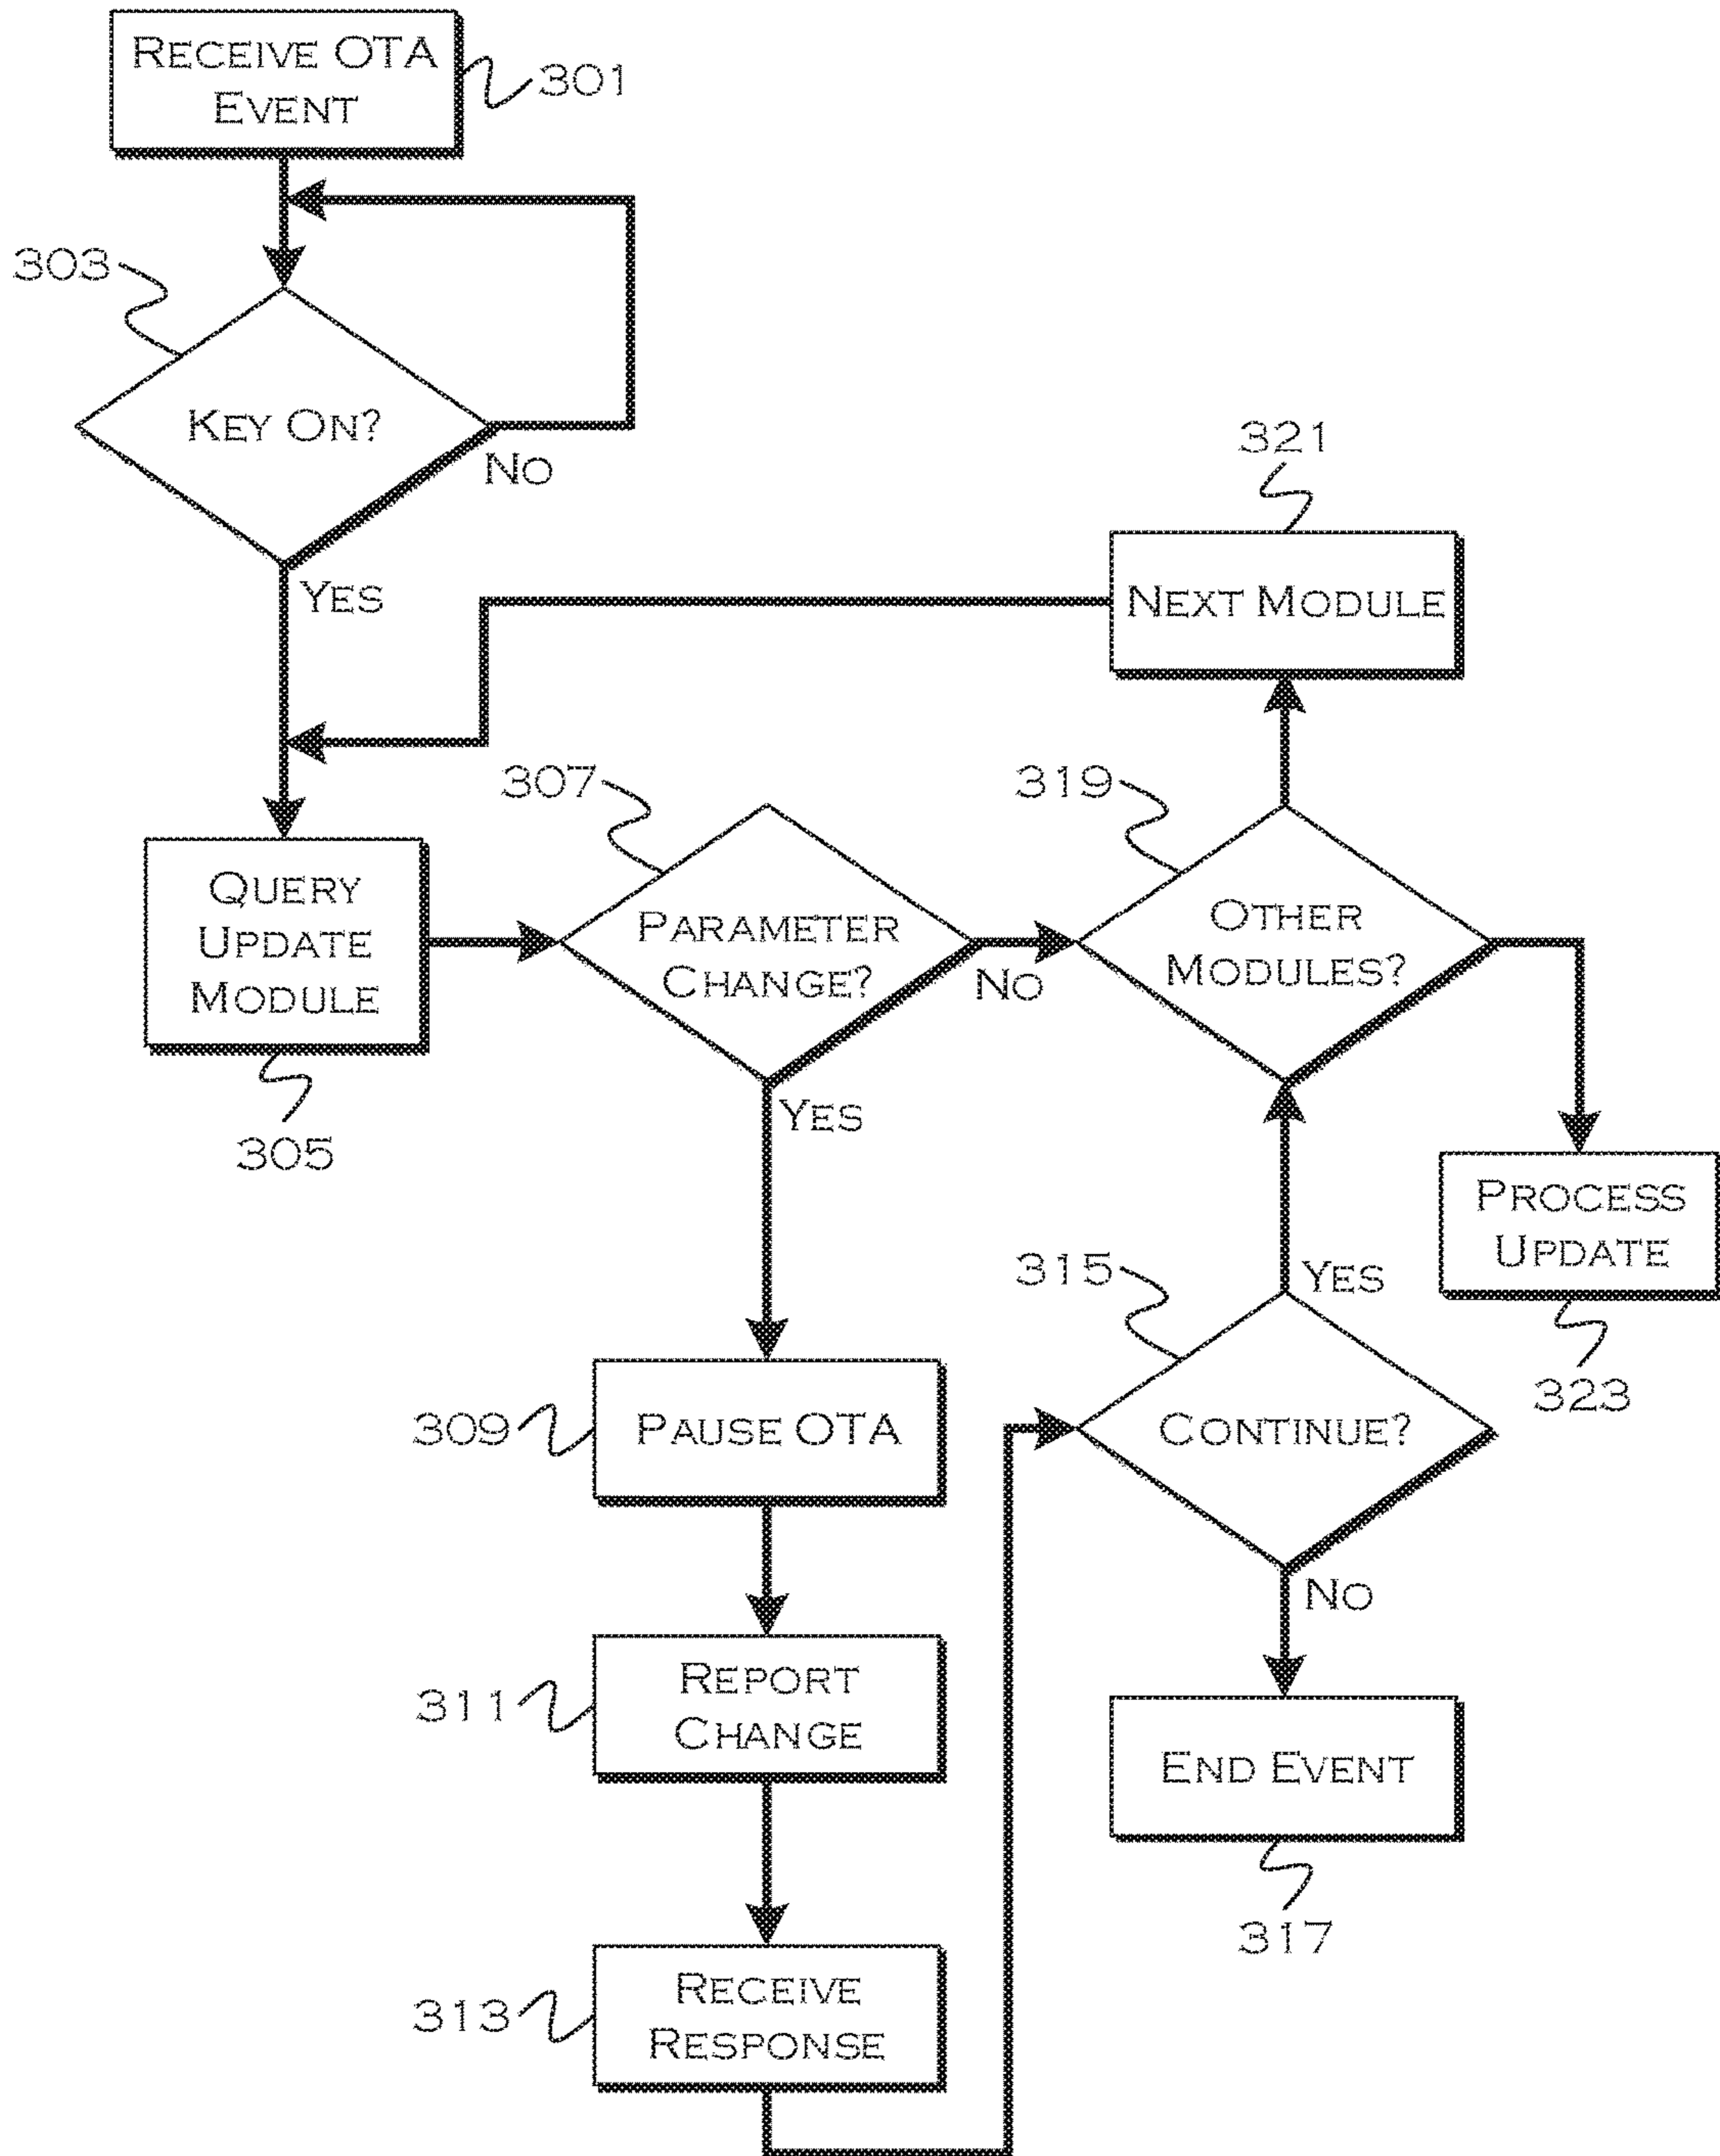 RECEIVE OTA
EVENT
301
303
KEY ON?
NO
YES
321
NEXT MODULE
307
319
QUERY
UPDATE
MODULE
305
PARAMETER
CHANGE?
NO
YES
OTHER
MODULES?
PROCESS
UPDATE
323
315
YES
CONTINUE?
NO
309
PAUSE OTA
311
REPORT
CHANGE
END EVENT
317
313
RECEIVE
RESPONSE